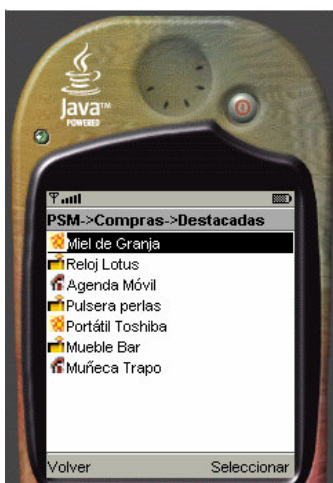 Java™
POWERED
PSM->Compras->Destacadas
Miel de Granja
Reloj Lotus
Agenda Móvil
Pulsera perlas
Portátil Toshiba
Mueble Bar
Muñeca Trapo
Volver Seleccionar